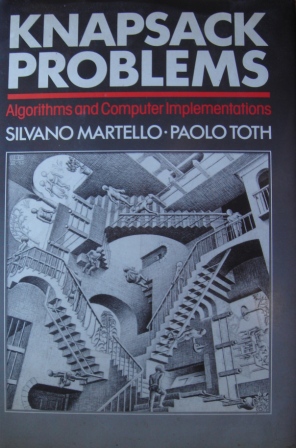 KNAPSACK
PROBLEMS
Algorithms and Computer Implementations
SILVANO MARTELLO · PAOLO TOTH